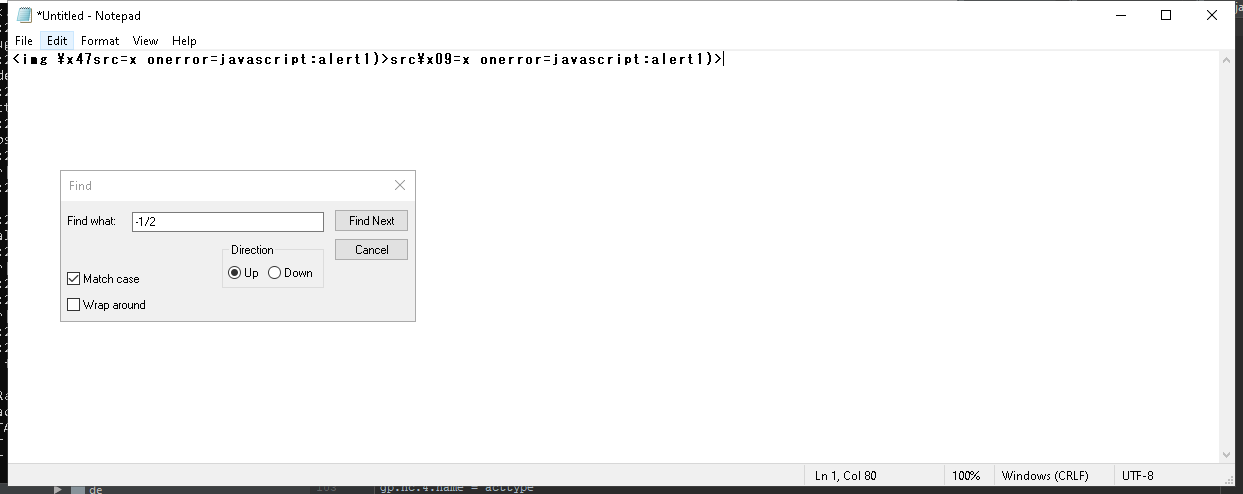 *Untitled - Notepad
File Edit Format View Help
<img ¥x47src=x onerror=javascript:alert1)>src¥x09=x onerror=javascript:alert1)>
Find
Find what: -1/2 Find Next
Direction Cancel
Up Down
Match case
Wrap around
Ln 1, Col 80 100% Windows (CRLF) UTF-8
de
gp.nc.4.name = acttype